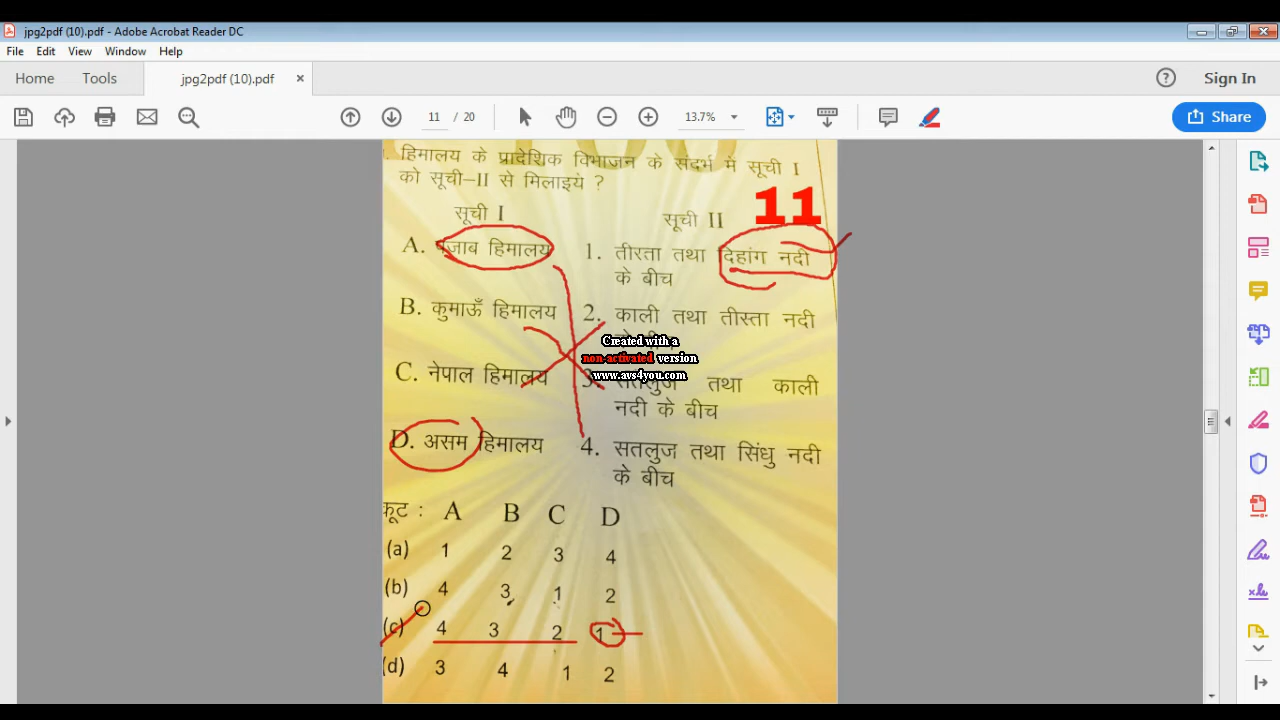 jpg2pdf (10).pdf - Adobe Acrobat Reader DC
File Edit View Window Help
Home Tools jpg2pdf (10).pdf × Sign In
11 / 20 13.7% Share
हिमालय के प्रादेशिक विभाजन के संदर्भ में सूची I
को सूची–II से मिलाइयं ?
11
सूची I सूची II
A. पंजाब हिमालय 1. तीरता तथा दिहांग नदी
के बीच
B. कुमाऊँ हिमालय 2. काली तथा तीस्ता नदी
Created with a
non-activated version
www.avs4you.com
C. नेपाल हिमालय 3. सतलुज तथा काली
नदी के बीच
D. असम हिमालय 4. सतलुज तथा सिंधु नदी
के बीच
कूट : A B C D
(a) 1 2 3 4
(b) 4 3 1 2
(c) 4 3 2 1
(d) 3 4 1 2